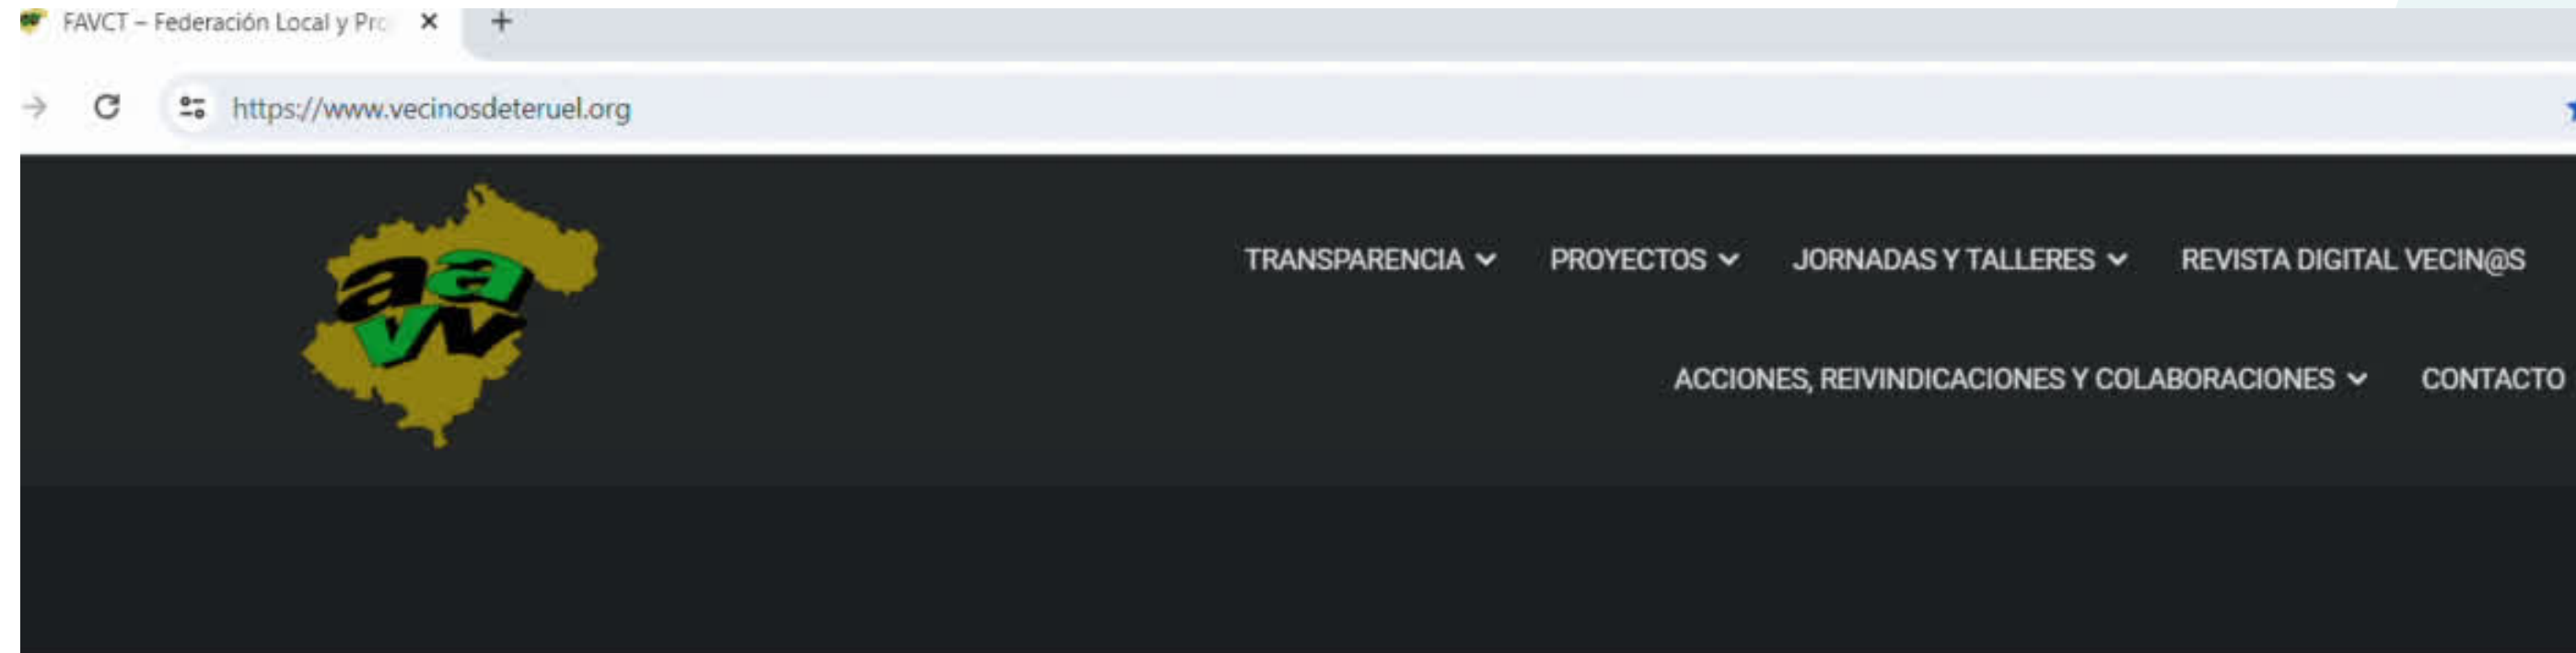 FAVCT – Federación Local y Pro
https://www.vecinosdeteruel.org
aa
vv
TRANSPARENCIA PROYECTOS JORNADAS Y TALLERES REVISTA DIGITAL VECIN@S
ACCIONES, REIVINDICACIONES Y COLABORACIONES CONTACTO